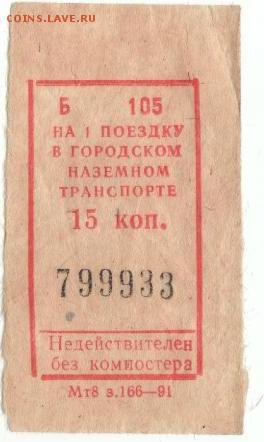 COINS.LAVE.RU
Б 105
НА 1 ПОЕЗДКУ
В ГОРОДСКОМ
НАЗЕМНОМ
ТРАНСПОРТЕ
15 коп.
799933
Недействителен
без компостера
Мт8 з.166—91